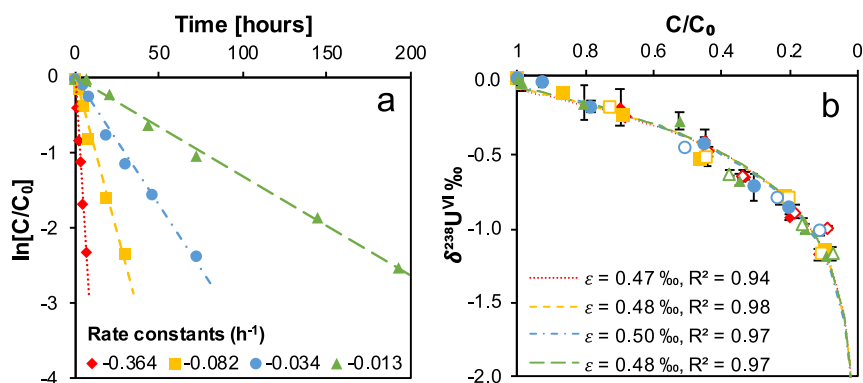 Time [hours]
0 50 100 150 200
0
-1
-2
-3
-4
ln[C/C₀]
a
Rate constants (h⁻¹)
-0.364 -0.082 -0.034 -0.013
C/C₀
1 0.8 0.6 0.4 0.2 0
0.0
-0.5
-1.0
-1.5
-2.0
δ²³⁸Uⱽᴵ ‰
b
ε = 0.47 ‰, R² = 0.94
ε = 0.48 ‰, R² = 0.98
ε = 0.50 ‰, R² = 0.97
ε = 0.48 ‰, R² = 0.97